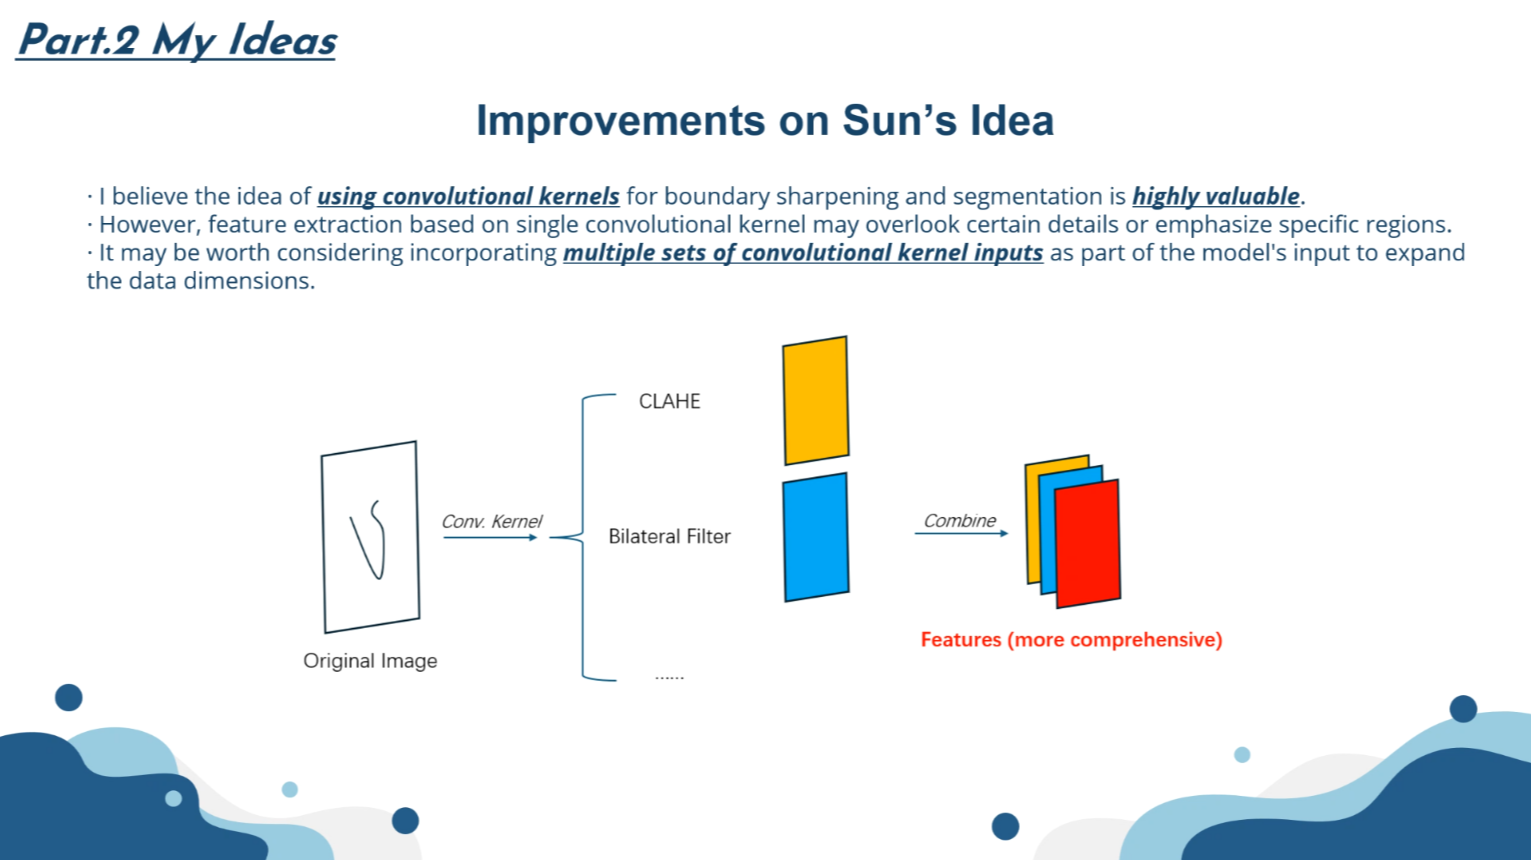 Part.2 My Ideas
Improvements on Sun’s Idea
· I believe the idea of using convolutional kernels for boundary sharpening and segmentation is highly valuable.
· However, feature extraction based on single convolutional kernel may overlook certain details or emphasize specific regions.
· It may be worth considering incorporating multiple sets of convolutional kernel inputs as part of the model's input to expand
the data dimensions.
CLAHE
Conv. Kernel
Bilateral Filter
Combine
Features (more comprehensive)
Original Image
......